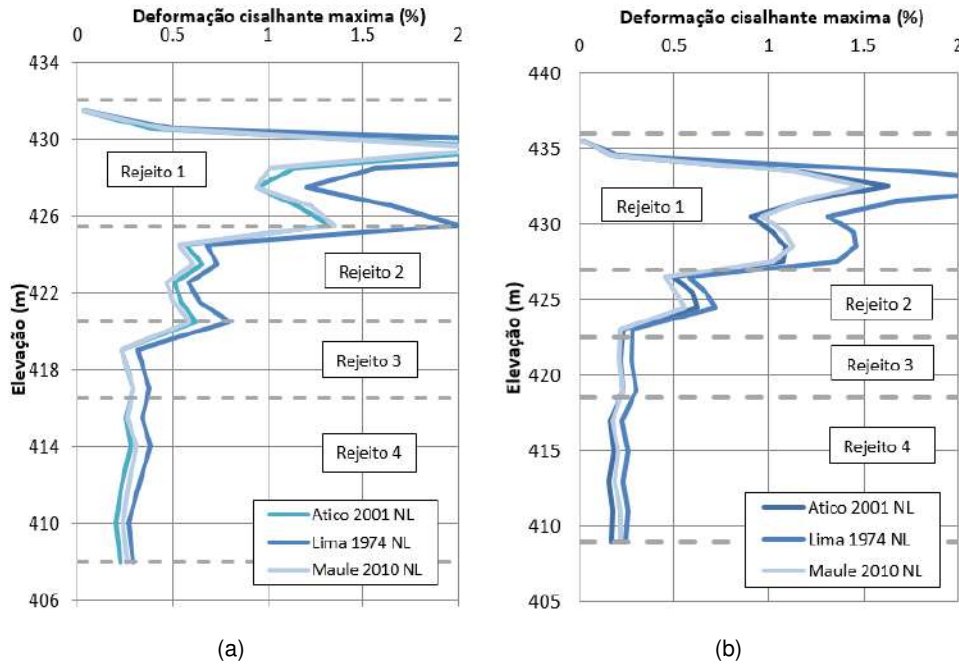 Deformação cisalhante maxima (%)
0 0.5 1 1.5 2
434
430
426
422
418
414
410
406
Elevação (m)
Rejeito 1
Rejeito 2
Rejeito 3
Rejeito 4
Atico 2001 NL
Lima 1974 NL
Maule 2010 NL
(a)
Deformação cisalhante maxima (%)
0 0.5 1 1.5 2
440
435
430
425
420
415
410
405
Elevação (m)
Rejeito 1
Rejeito 2
Rejeito 3
Rejeito 4
Atico 2001 NL
Lima 1974 NL
Maule 2010 NL
(b)